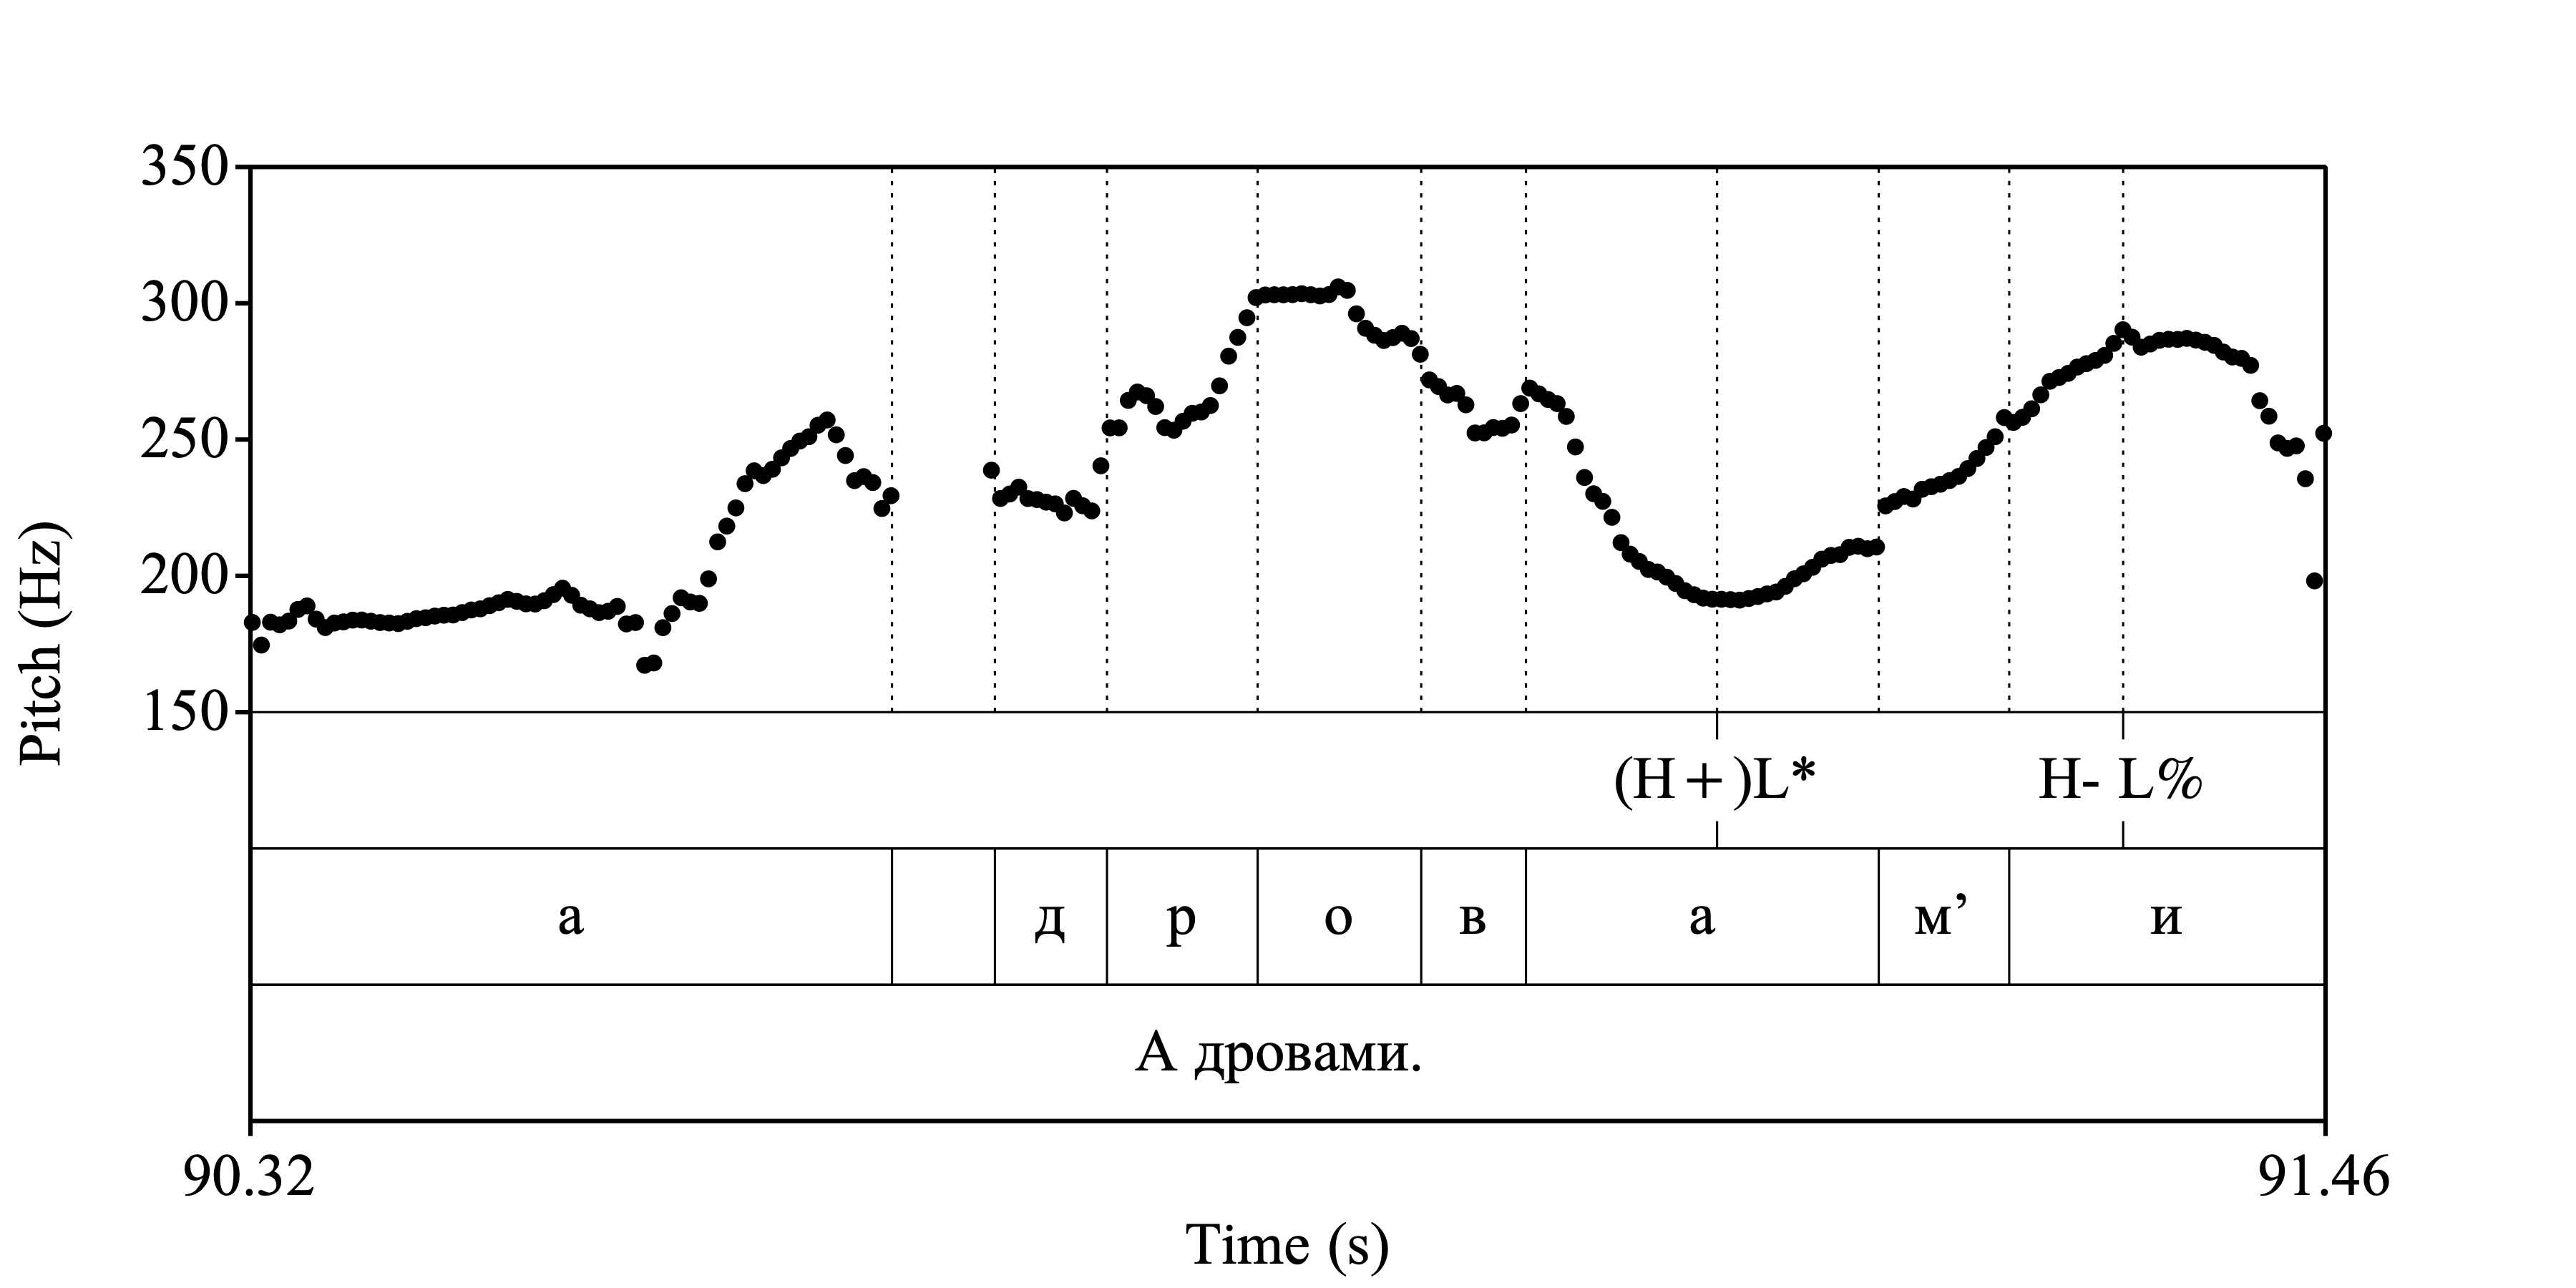 350
300
250
200
150
Pitch (Hz)
(H+)L* H- L%
а д р о в а м’ и
А дровами.
90.32 91.46
Time (s)